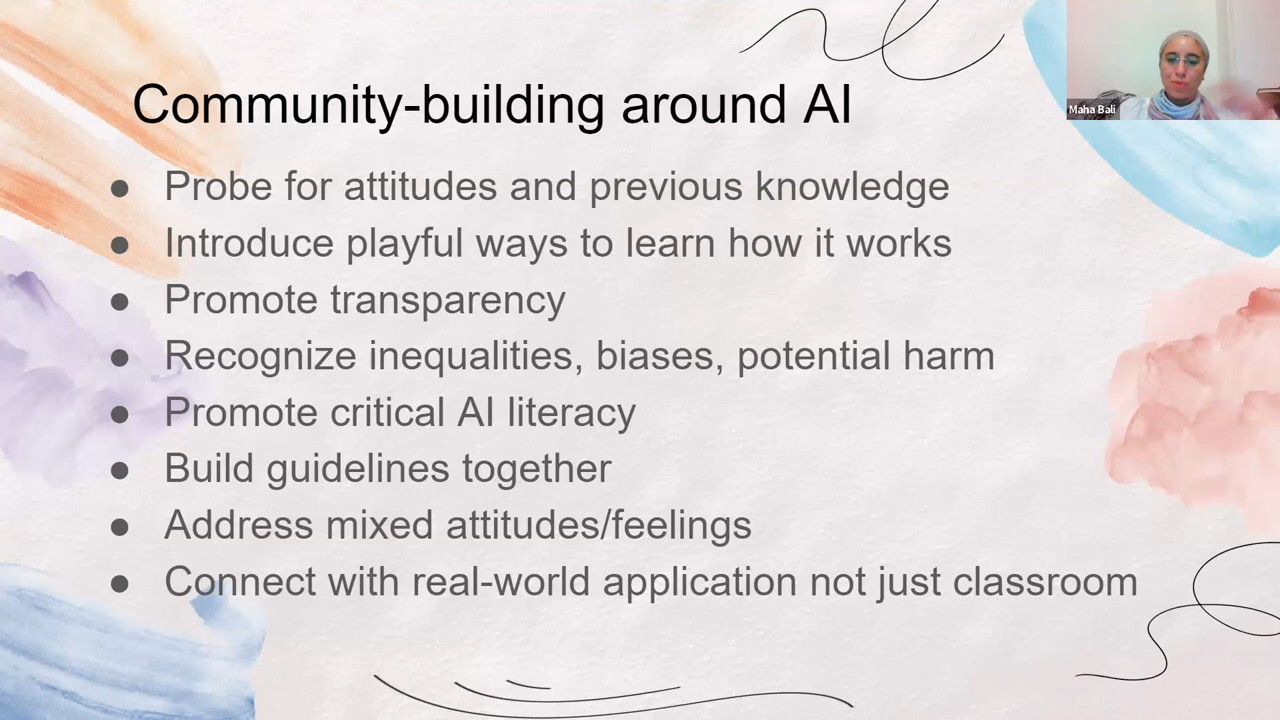 Community-building around AI
Maha Bali
● Probe for attitudes and previous knowledge
● Introduce playful ways to learn how it works
● Promote transparency
● Recognize inequalities, biases, potential harm
● Promote critical AI literacy
● Build guidelines together
● Address mixed attitudes/feelings
● Connect with real-world application not just classroom